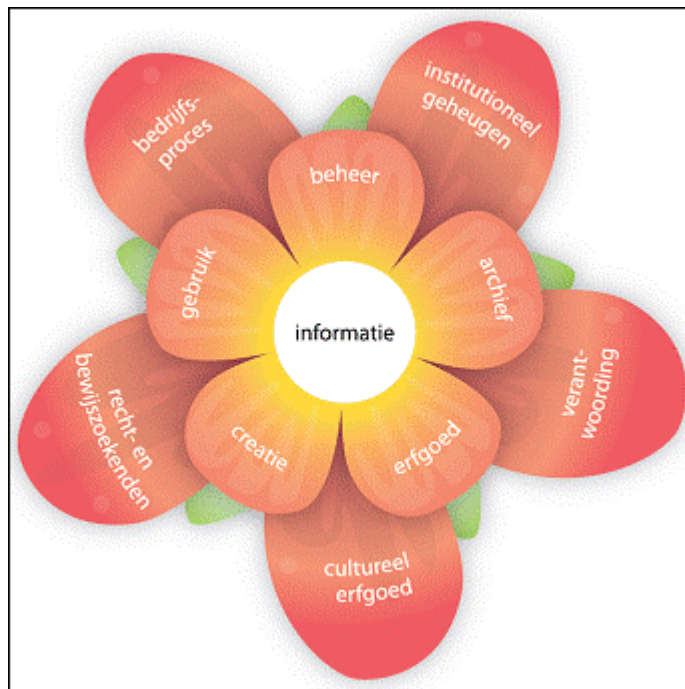 bedrijfs-
proces
institutioneel
geheugen
beheer
gebruik
archief
informatie
verant-
woording
recht- en
bewijszoekenden
creatie
erfgoed
cultureel
erfgoed